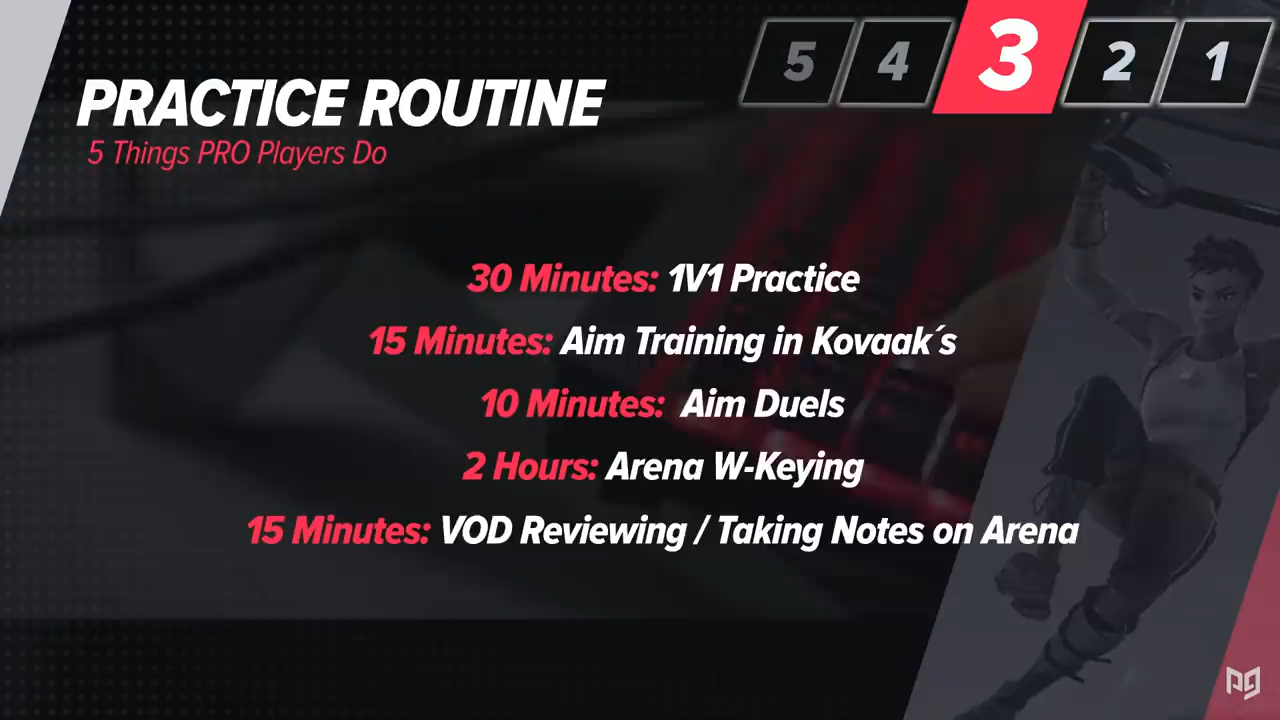 5 4 3 2 1
PRACTICE ROUTINE
5 Things PRO Players Do
30 Minutes: 1V1 Practice
15 Minutes: Aim Training in Kovaak´s
10 Minutes: Aim Duels
2 Hours: Arena W-Keying
15 Minutes: VOD Reviewing / Taking Notes on Arena
pg